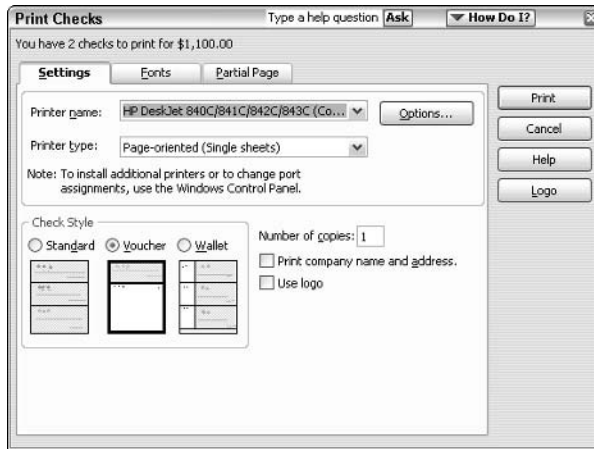 Print Checks
Type a help question Ask
How Do I?
You have 2 checks to print for $1,100.00
Settings
Fonts
Partial Page
Printer name:
HP DeskJet 840C/841C/842C/843C (Co...
Options...
Printer type:
Page-oriented (Single sheets)
Note: To install addtional printers or to change port
assignments, use the Windows Control Panel.
Check Style
Standard
Voucher
Wallet
Number of copies: 1
Print company name and address.
Use logo
Print
Cancel
Help
Logo